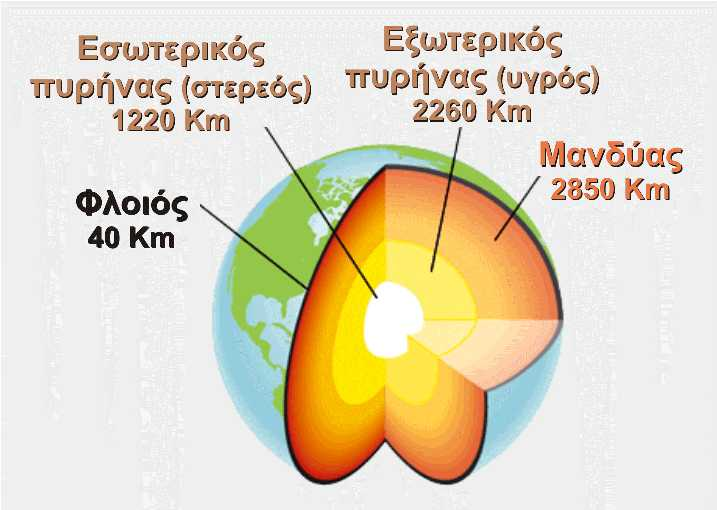 Εσωτερικός
πυρήνας (στερεός)
1220 Km
Εξωτερικός
πυρήνας (υγρός)
2260 Km
Μανδύας
2850 Km
Φλοιός
40 Km